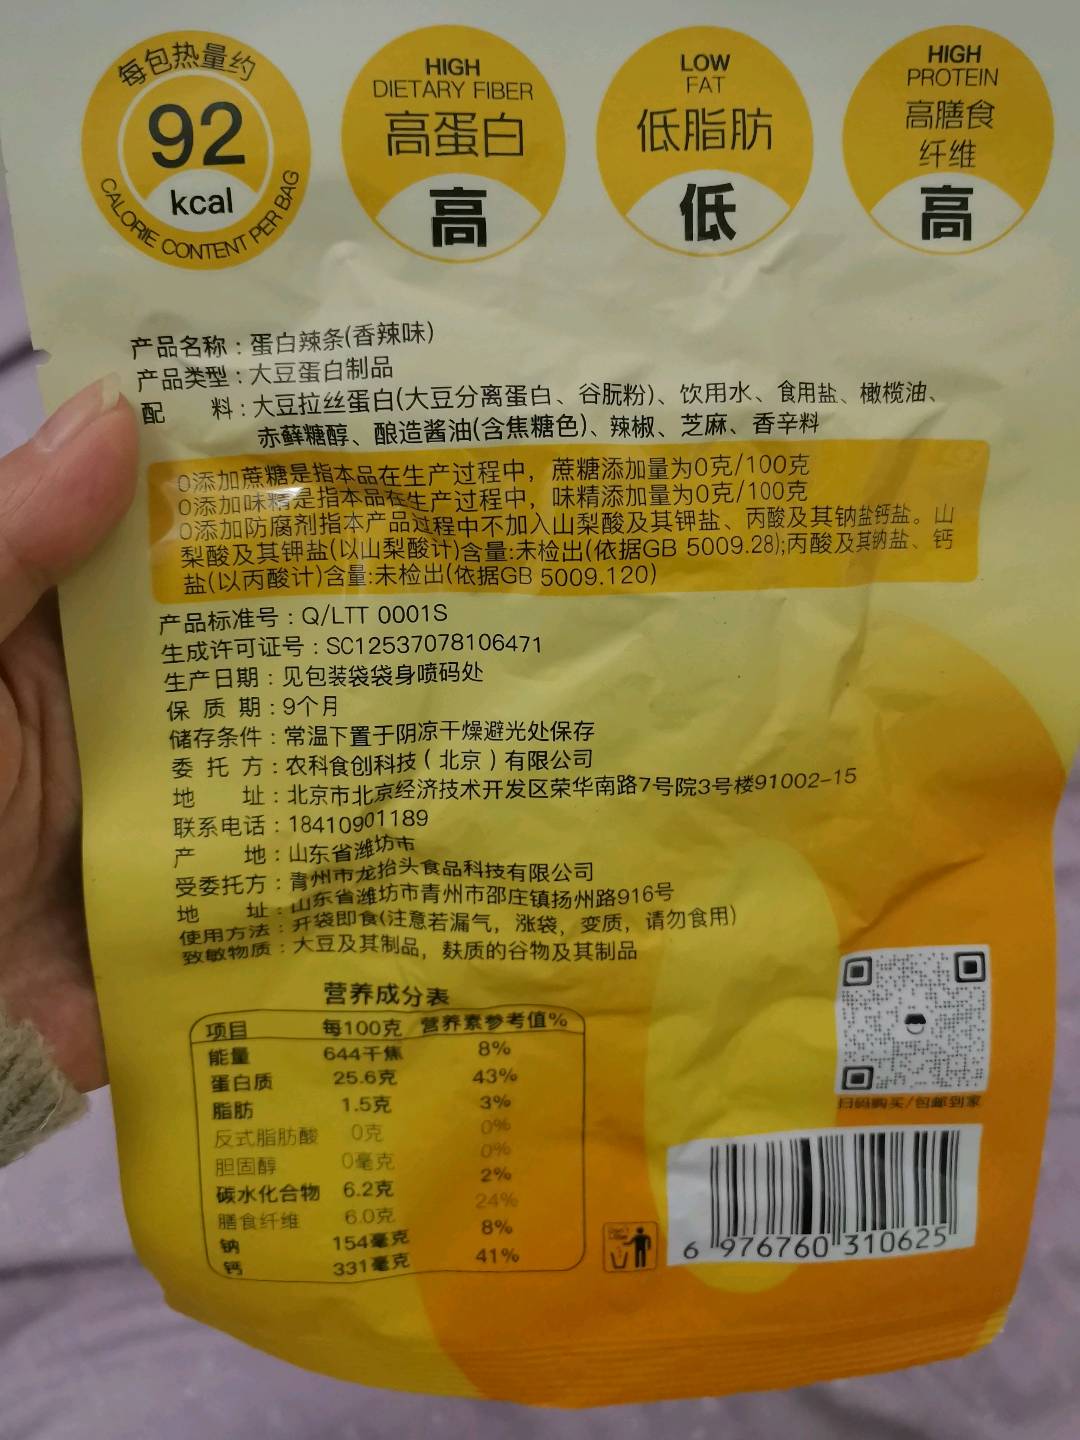 每包热量约
92
kcal
CALORIE CONTENT PER BAG
HIGH
DIETARY FIBER
高蛋白
高
LOW
FAT
低脂肪
低
HIGH
PROTEIN
高膳食
纤维
高
产品名称：蛋白辣条(香辣味)
产品类型：大豆蛋白制品
配 料：大豆拉丝蛋白(大豆分离蛋白、谷朊粉)、饮用水、食用盐、橄榄油、
赤藓糖醇、酿造酱油(含焦糖色)、辣椒、芝麻、香辛料
0添加蔗糖是指本品在生产过程中，蔗糖添加量为0克/100克
0添加味精是指本品在生产过程中，味精添加量为0克/100克
0添加防腐剂指本产品过程中不加入山梨酸及其钾盐、丙酸及其钠盐钙盐。山
梨酸及其钾盐(以山梨酸计)含量:未检出(依据GB 5009.28);丙酸及其钠盐、钙
盐(以丙酸计)含量:未检出(依据GB 5009.120)
产品标准号：Q/LTT 0001S
生成许可证号：SC12537078106471
生产日期：见包装袋袋身喷码处
保 质 期：9个月
储存条件：常温下置于阴凉干燥避光处保存
委 托 方：农科食创科技（北京）有限公司
地 址：北京市北京经济技术开发区荣华南路7号院3号楼91002-15
联系电话：18410901189
产 地：山东省潍坊市
受委托方：青州市龙抬头食品科技有限公司
地 址：山东省潍坊市青州市邵庄镇扬州路916号
使用方法：开袋即食(注意若漏气，涨袋，变质，请勿食用)
致敏物质：大豆及其制品，麸质的谷物及其制品
营养成分表
项目 每100克 营养素参考值%
能量 644千焦 8%
蛋白质 25.6克 43%
脂肪 1.5克 3%
反式脂肪酸 0克 0%
胆固醇 0毫克 0%
碳水化合物 6.2克 2%
膳食纤维 6.0克 24%
钠 154毫克 8%
钙 331毫克 41%
扫码购买/包邮到家
6 976760 310625